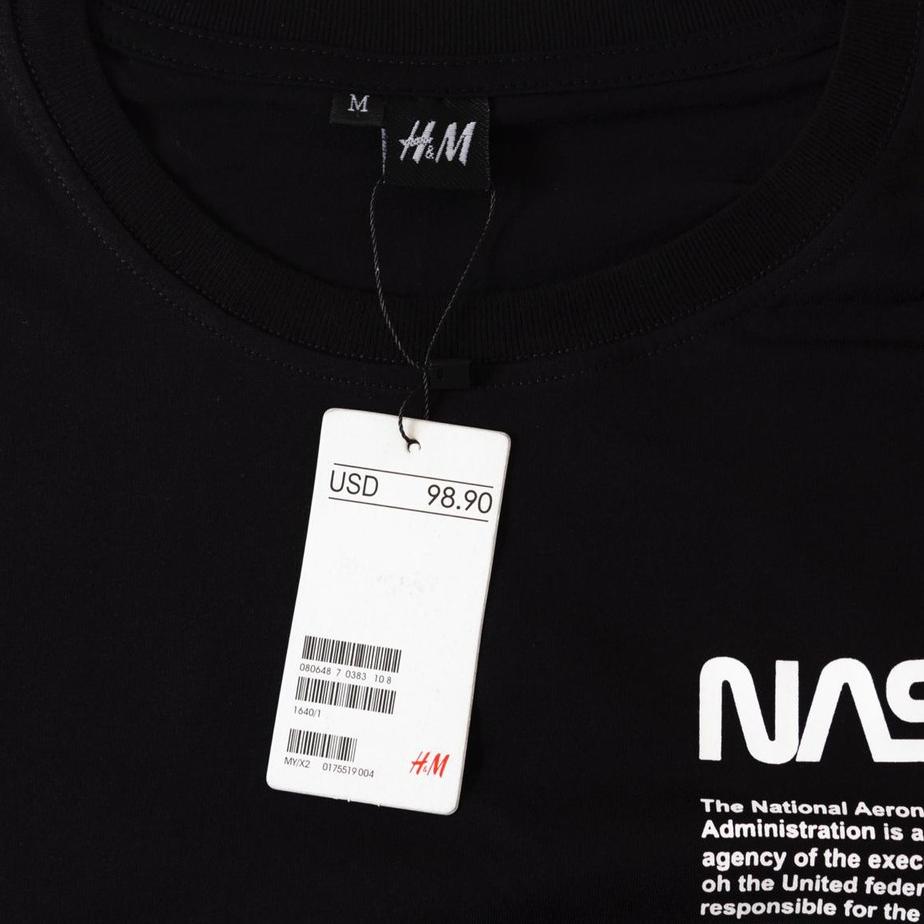 M
H&M
USD 98.90
080648 7 0383 10 8
1640/1
MY/X2 0175519 004
H&M
NAS
The National Aeron
Administration is a
agency of the exec
oh the United feder
responsible for the